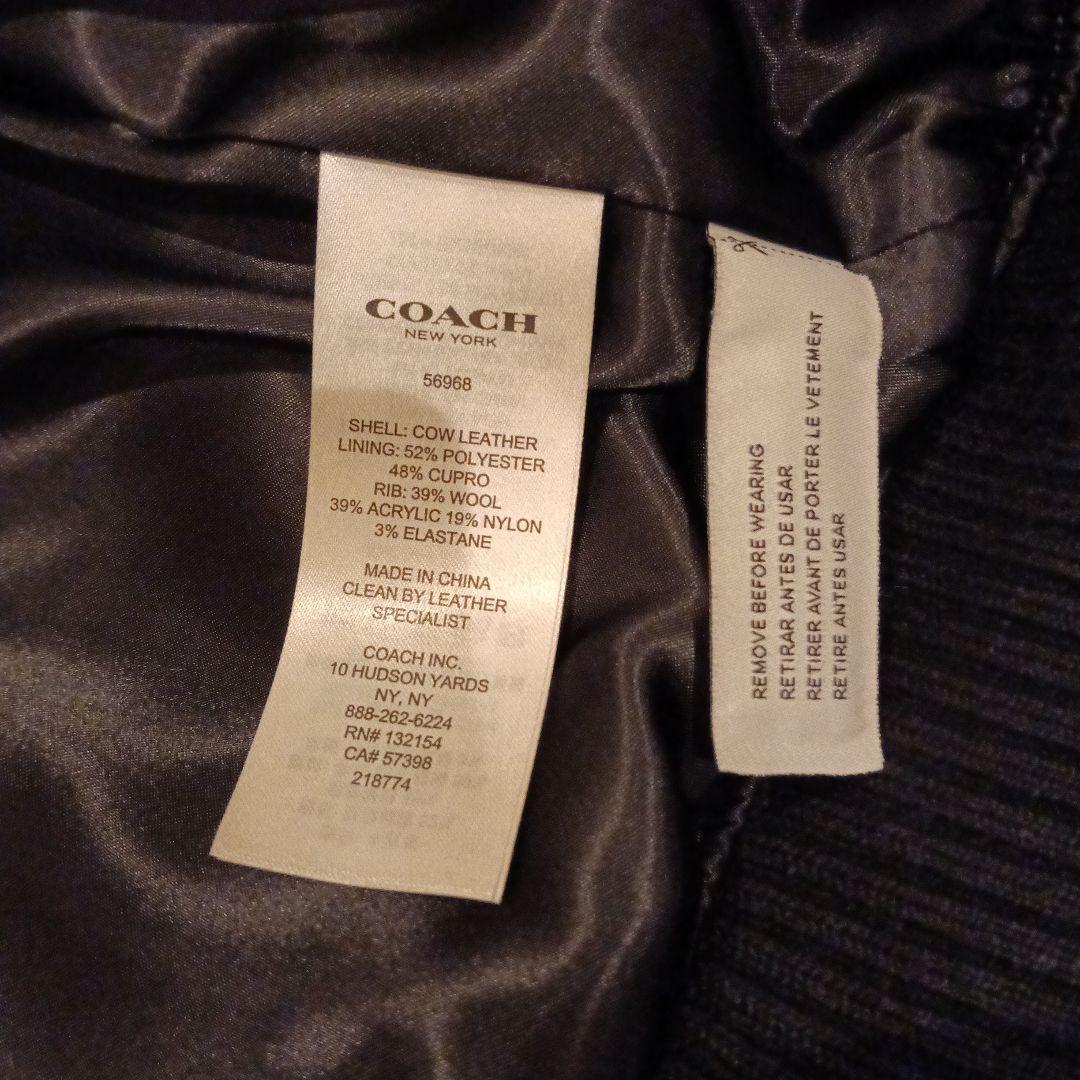 COACH
NEW YORK
56968
SHELL: COW LEATHER
LINING: 52% POLYESTER
48% CUPRO
RIB: 39% WOOL
39% ACRYLIC 19% NYLON
3% ELASTANE
MADE IN CHINA
CLEAN BY LEATHER
SPECIALIST
COACH INC.
10 HUDSON YARDS
NY, NY
888-262-6224
RN# 132154
CA# 57398
218774
REMOVE BEFORE WEARING
RETIRAR ANTES DE USAR
RETIRER AVANT DE PORTER LE VETEMENT
RETIRE ANTES USAR